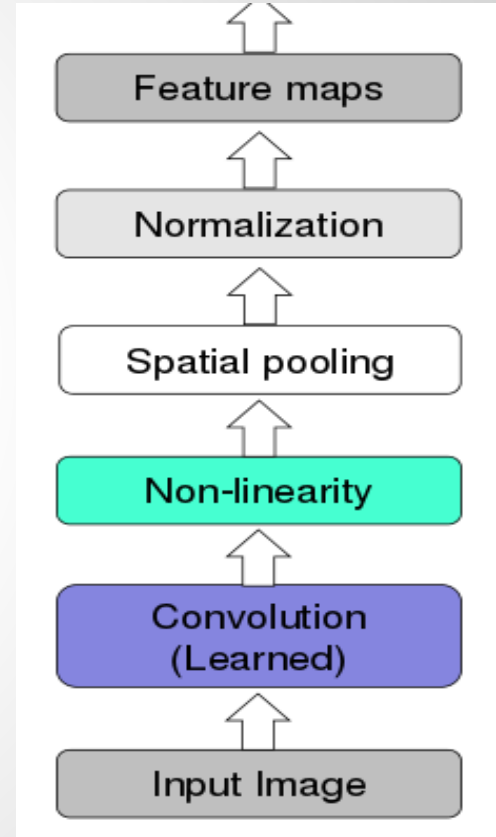 Feature maps
Normalization
Spatial pooling
Non-linearity
Convolution
(Learned)
Input Image